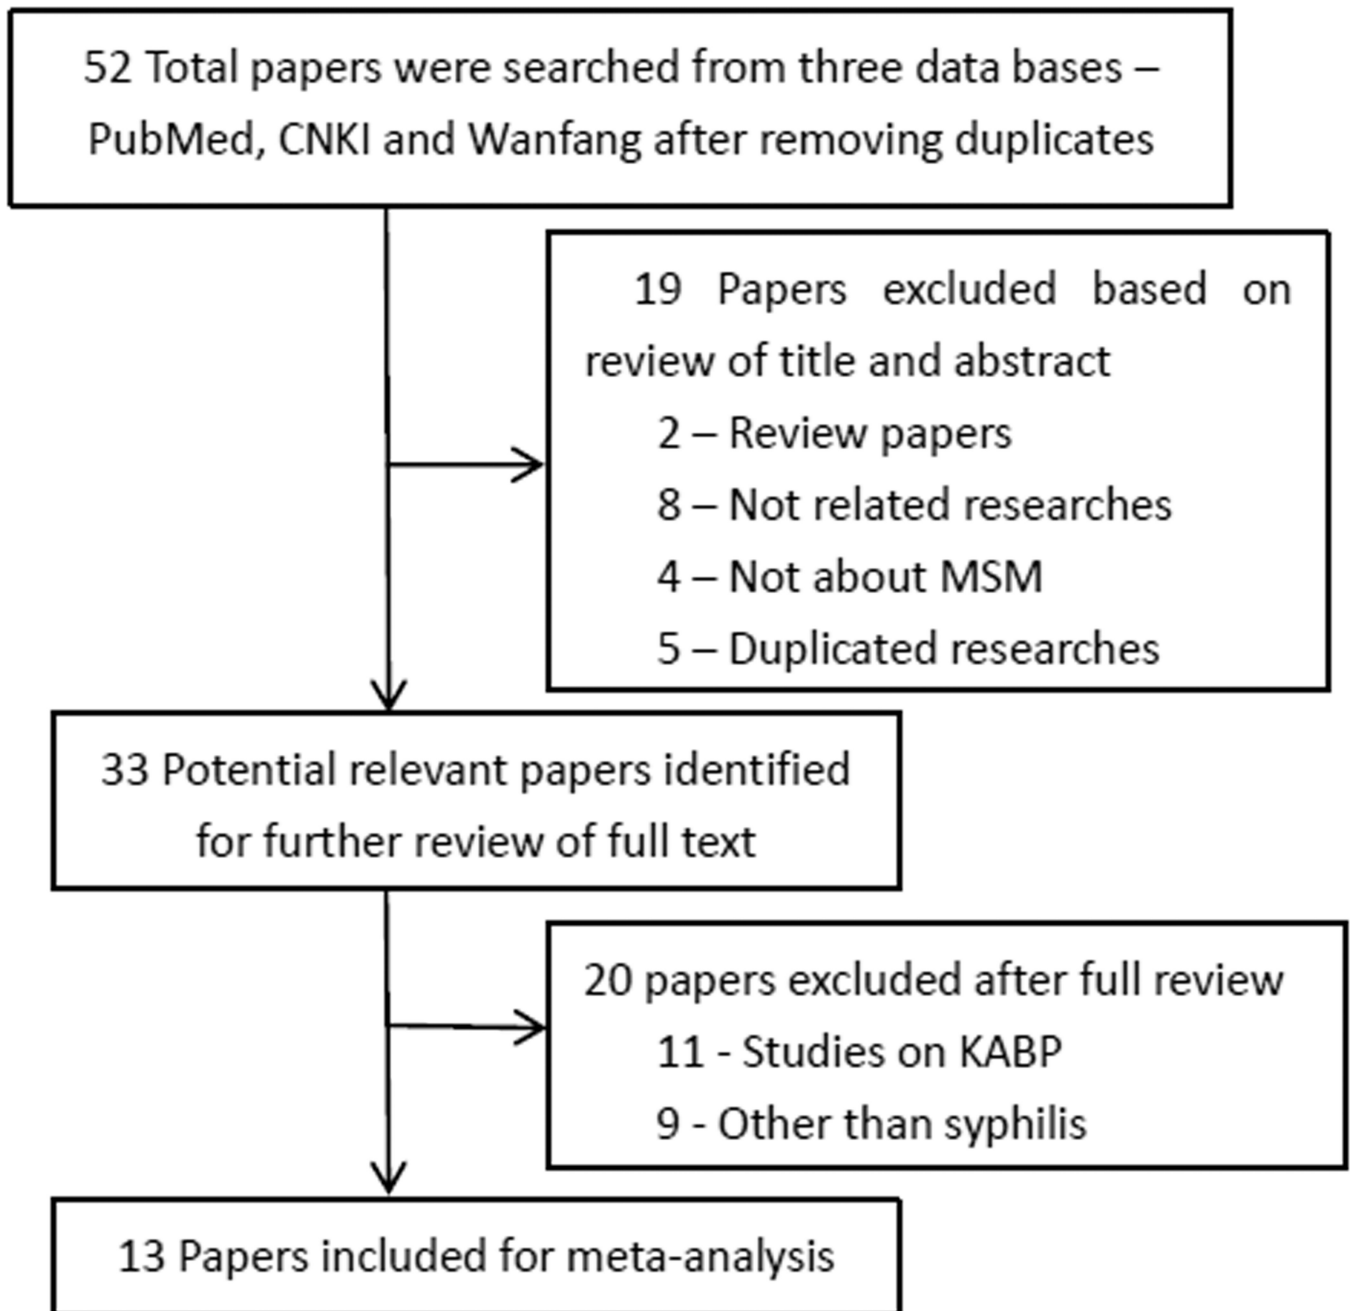 52 Total papers were searched from three data bases –
PubMed, CNKI and Wanfang after removing duplicates
19 Papers excluded based on
review of title and abstract
2 – Review papers
8 – Not related researches
4 – Not about MSM
5 – Duplicated researches
33 Potential relevant papers identified
for further review of full text
20 papers excluded after full review
11 - Studies on KABP
9 - Other than syphilis
13 Papers included for meta-analysis